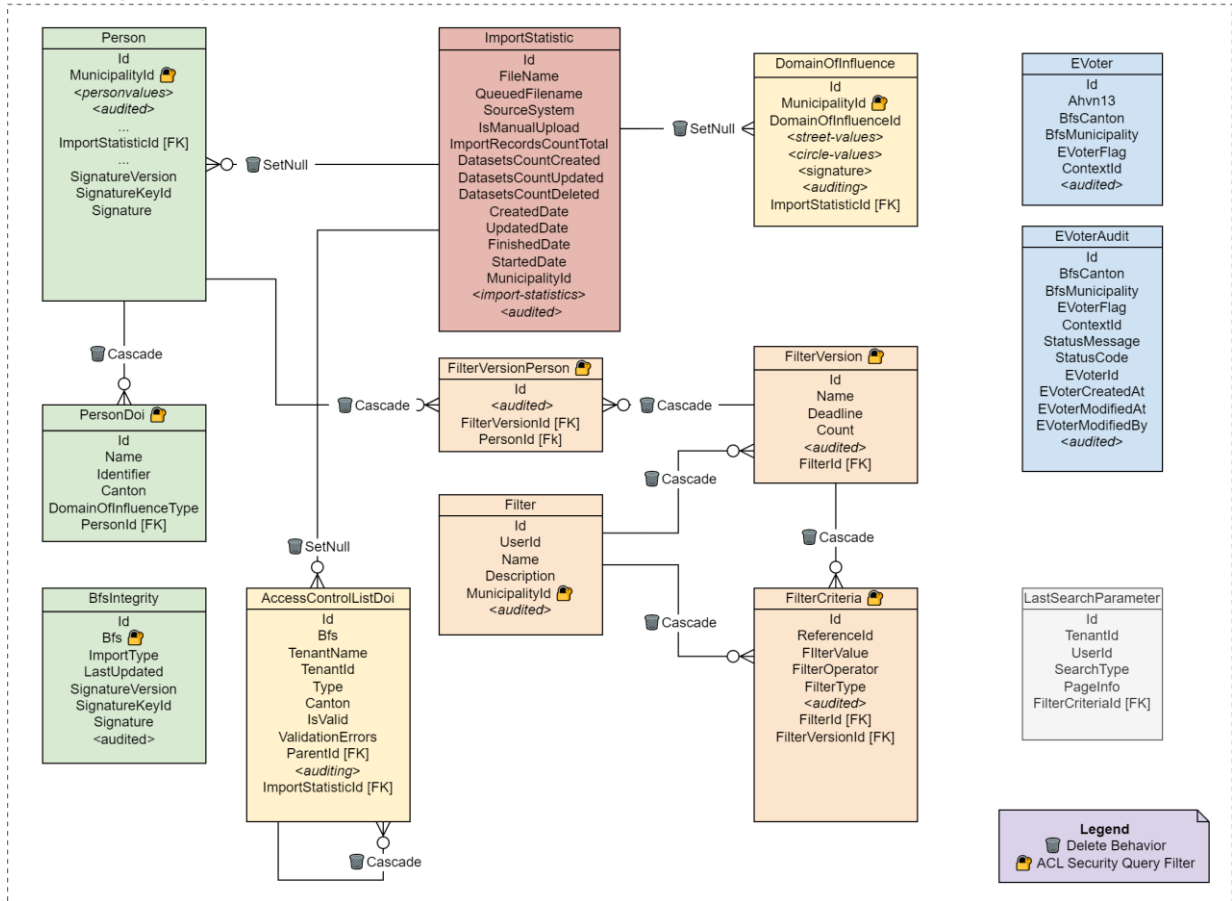 Person
Id
MunicipalityId
<personvalues>
<audited>
...
ImportStatisticId [FK]
...
SignatureVersion
SignatureKeyId
Signature
SetNull
ImportStatistic
Id
FileName
QueuedFilename
SourceSystem
IsManualUpload
ImportRecordsCountTotal
DatasetsCountCreated
DatasetsCountUpdated
DatasetsCountDeleted
CreatedDate
UpdatedDate
FinishedDate
StartedDate
MunicipalityId
<import-statistics>
<audited>
SetNull
DomainOfInfluence
Id
MunicipalityId
DomainOfInfluenceId
<street-values>
<circle-values>
<signature>
<auditing>
ImportStatisticId [FK]
EVoter
Id
Ahvn13
BfsCanton
BfsMunicipality
EVoterFlag
ContextId
<audited>
EVoterAudit
Id
BfsCanton
BfsMunicipality
EVoterFlag
ContextId
StatusMessage
StatusCode
EVoterId
EVoterCreatedAt
EVoterModifiedAt
EVoterModifiedBy
<audited>
Cascade
PersonDoi
Id
Name
Identifier
Canton
DomainOfInfluenceType
PersonId [FK]
Cascade
FilterVersionPerson
Id
<audited>
FilterVersionId [FK]
PersonId [Fk]
Cascade
FilterVersion
Id
Name
Deadline
Count
<audited>
FilterId [FK]
Cascade
Filter
Id
UserId
Name
Description
MunicipalityId
<audited>
Cascade
Cascade
SetNull
BfsIntegrity
Id
Bfs
ImportType
LastUpdated
SignatureVersion
SignatureKeyId
Signature
<audited>
AccessControlListDoi
Id
Bfs
TenantName
TenantId
Type
Canton
IsValid
ValidationErrors
ParentId [FK]
<auditing>
ImportStatisticId [FK]
Cascade
FilterCriteria
Id
ReferenceId
FIlterValue
FilterOperator
FilterType
<audited>
FilterId [FK]
FilterVersionId [FK]
LastSearchParameter
Id
TenantId
UserId
SearchType
PageInfo
FilterCriteriaId [FK]
Legend
Delete Behavior
ACL Security Query Filter